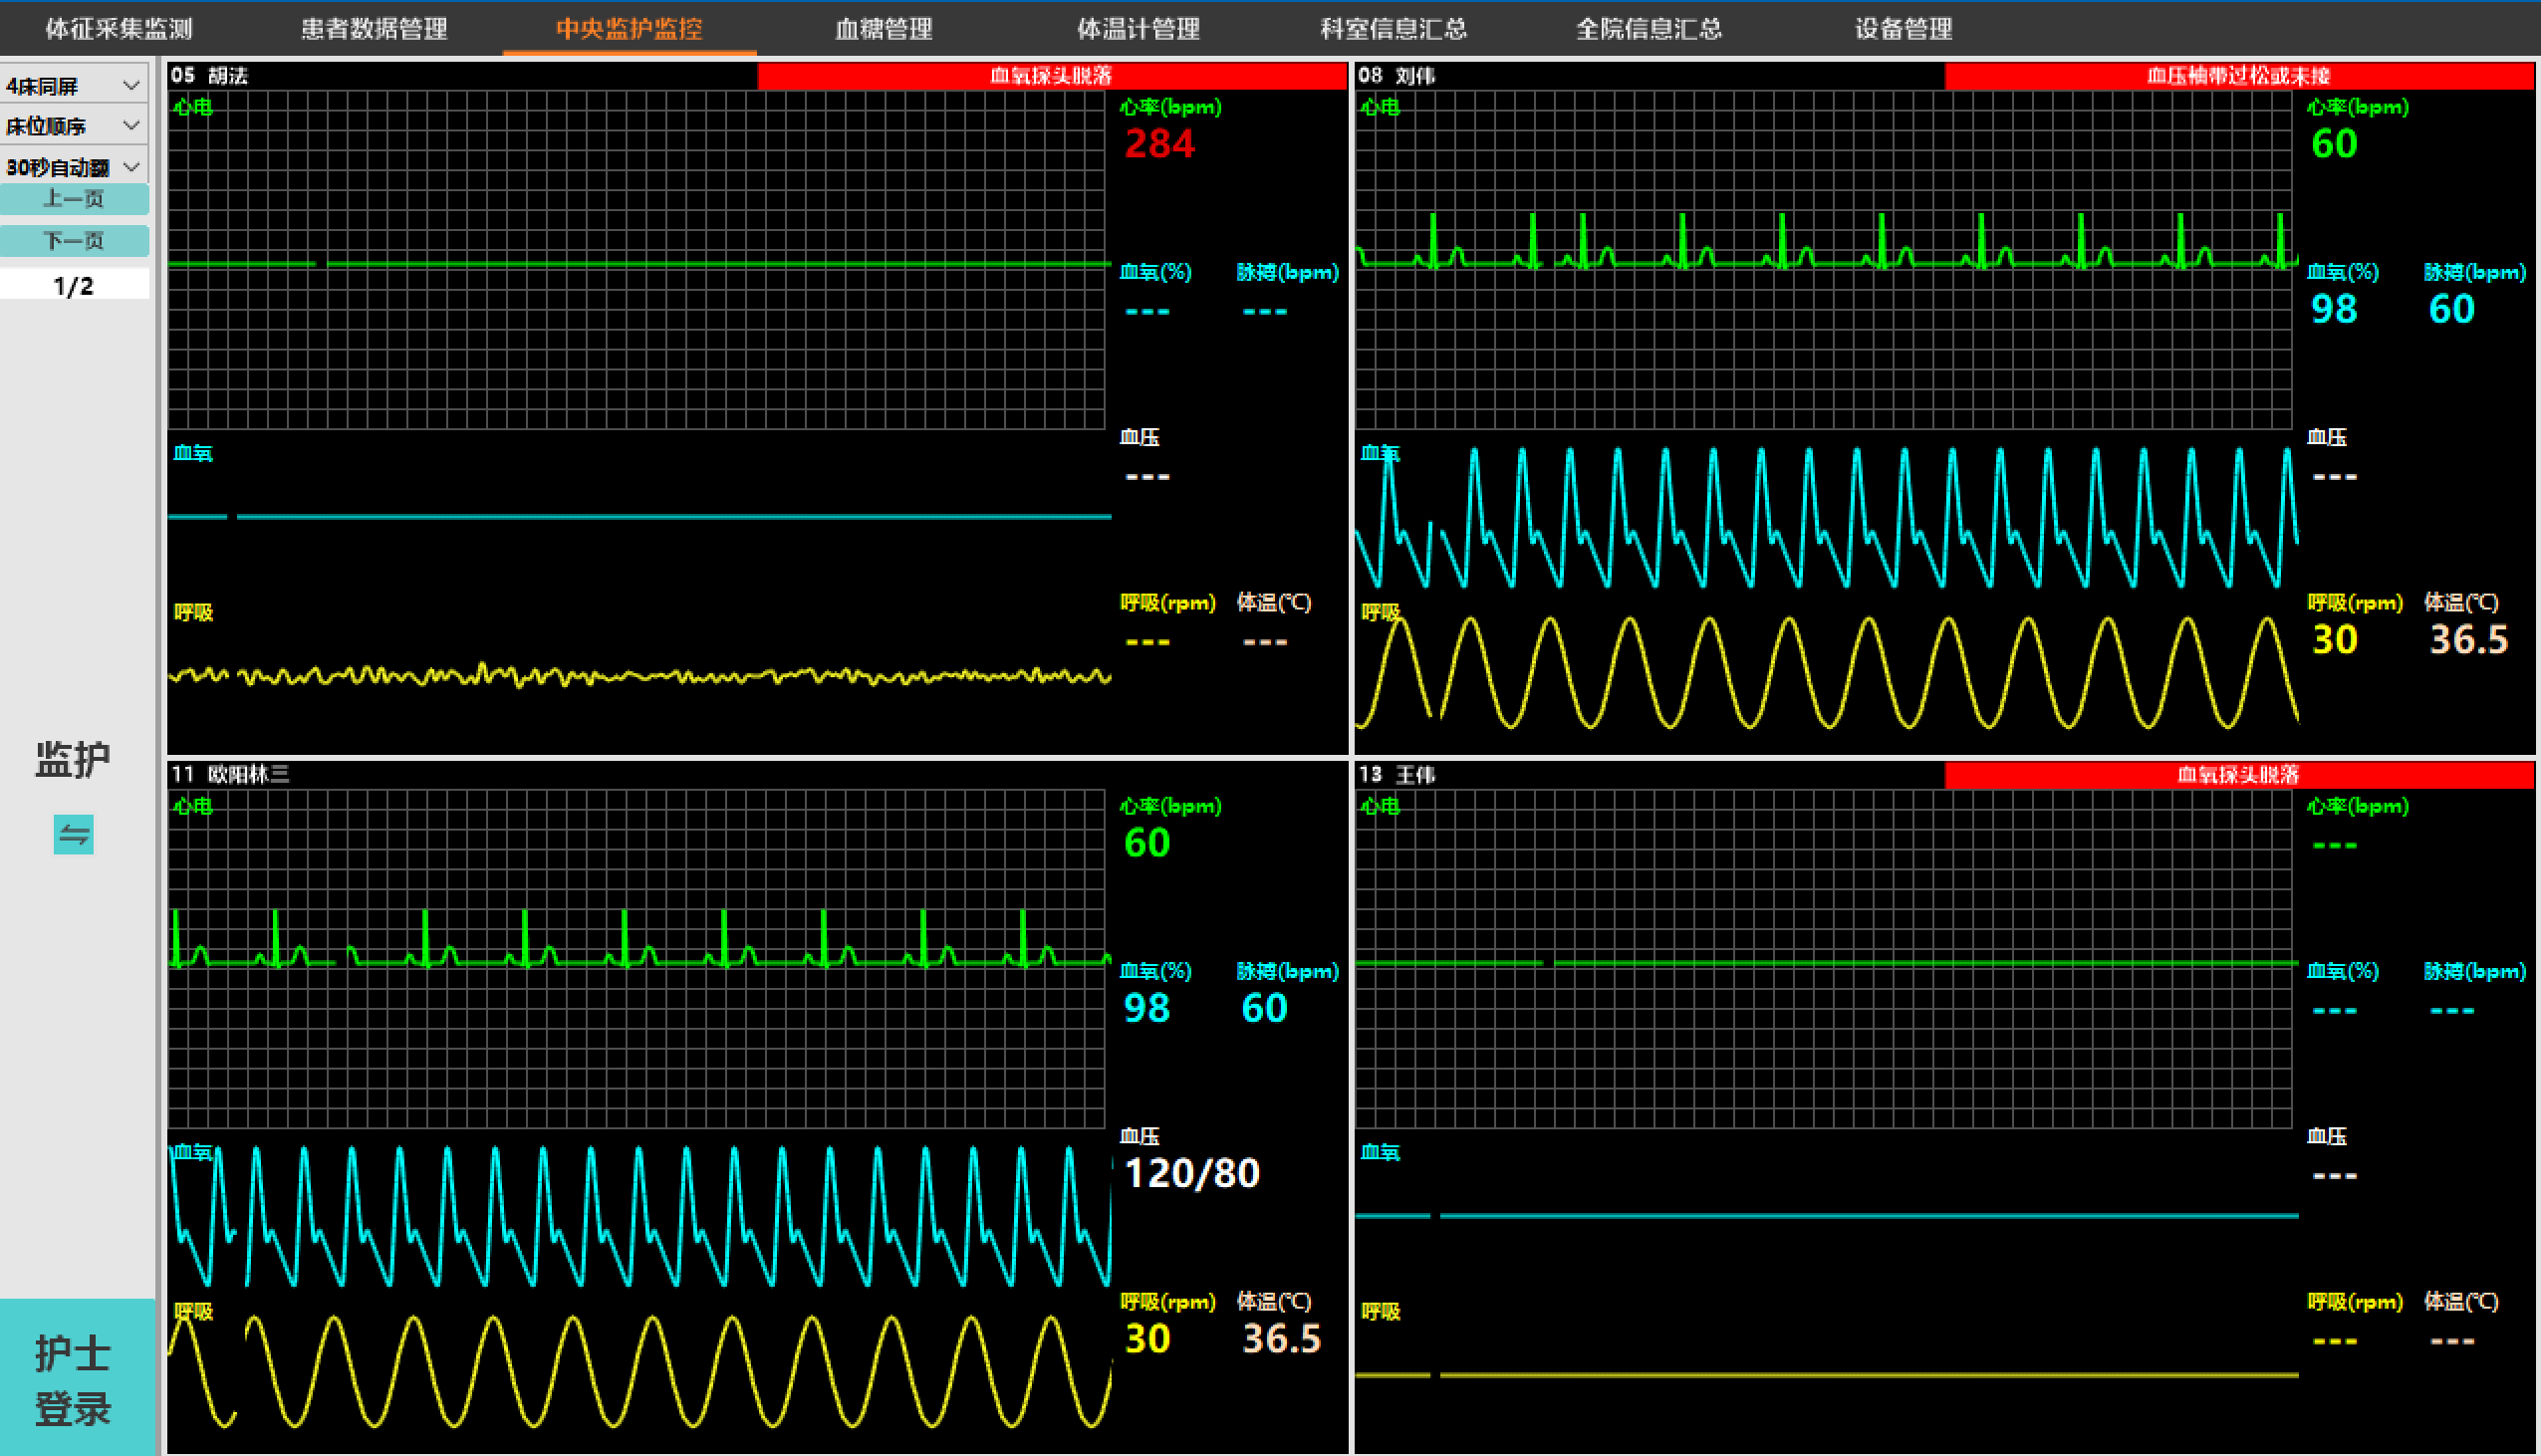 体征采集监测 患者数据管理 中央监护监控 血糖管理 体温计管理 科室信息汇总 全院信息汇总 设备管理
4床同屏
床位顺序
30秒自动翻
上一页
下一页
1/2
监护
⇋
护士
登录
05 胡法 血氧探头脱落
心电
心率(bpm)
284
血氧(%) 脉搏(bpm)
--- ---
血压
---
血氧
呼吸
呼吸(rpm) 体温(℃)
--- ---
08 刘伟 血压袖带过松或未接
心电
心率(bpm)
60
血氧(%) 脉搏(bpm)
98 60
血压
---
血氧
呼吸
呼吸(rpm) 体温(℃)
30 36.5
11 欧阳林三
心电
心率(bpm)
60
血氧(%) 脉搏(bpm)
98 60
血压
120/80
血氧
呼吸
呼吸(rpm) 体温(℃)
30 36.5
13 王伟 血氧探头脱落
心电
心率(bpm)
---
血氧(%) 脉搏(bpm)
--- ---
血压
---
血氧
呼吸
呼吸(rpm) 体温(℃)
--- ---